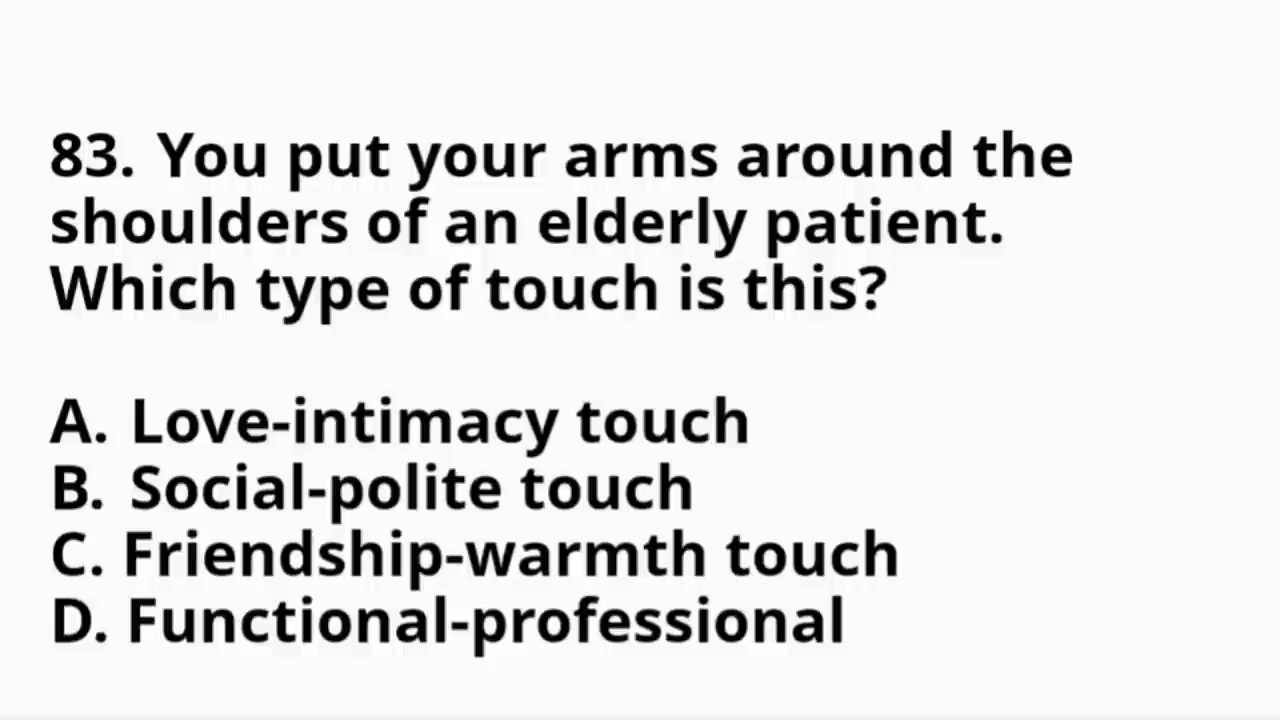 83. You put your arms around the
shoulders of an elderly patient.
Which type of touch is this?
A. Love-intimacy touch
B. Social-polite touch
C. Friendship-warmth touch
D. Functional-professional